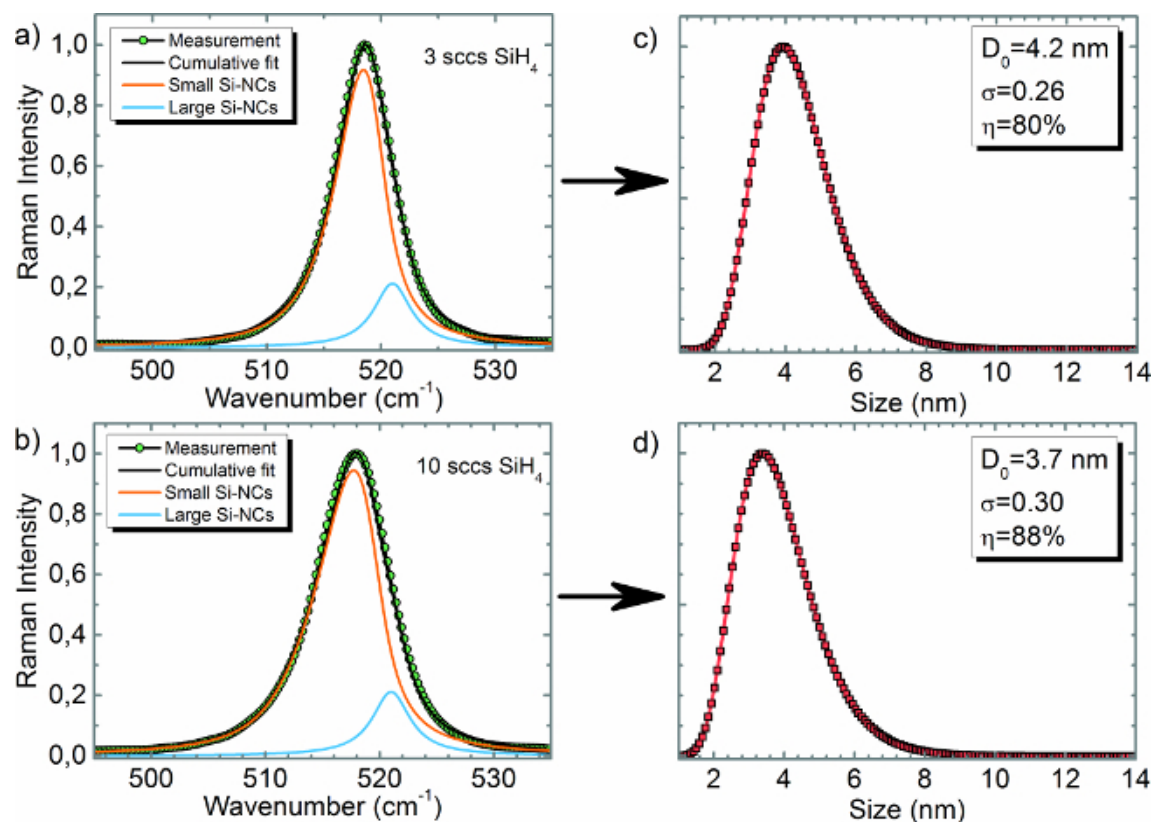 a)
Measurement
Cumulative fit
Small Si-NCs
Large Si-NCs
3 sccs SiH₄
Raman Intensity
1,0
0,8
0,6
0,4
0,2
0,0
500 510 520 530
Wavenumber (cm⁻¹)
c)
D₀=4.2 nm
σ=0.26
η=80%
2 4 6 8 10 12 14
Size (nm)
b)
Measurement
Cumulative fit
Small Si-NCs
Large Si-NCs
10 sccs SiH₄
Raman Intensity
1,0
0,8
0,6
0,4
0,2
0,0
500 510 520 530
Wavenumber (cm⁻¹)
d)
D₀=3.7 nm
σ=0.30
η=88%
2 4 6 8 10 12 14
Size (nm)